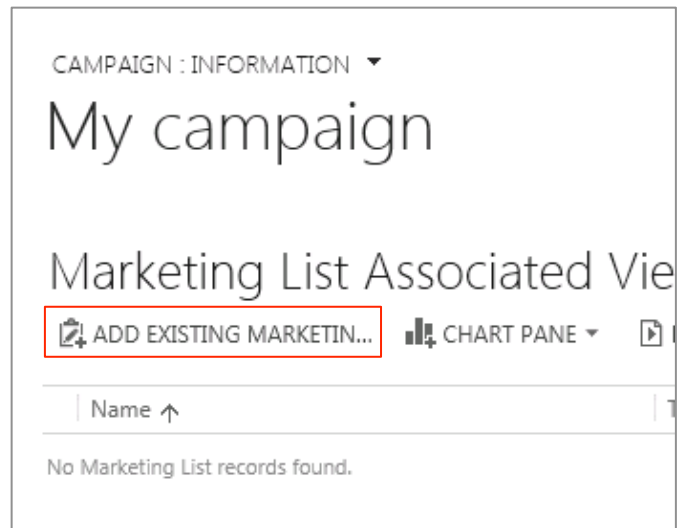 CAMPAIGN : INFORMATION
My campaign
Marketing List Associated Vie
ADD EXISTING MARKETIN... CHART PANE
Name
No Marketing List records found.